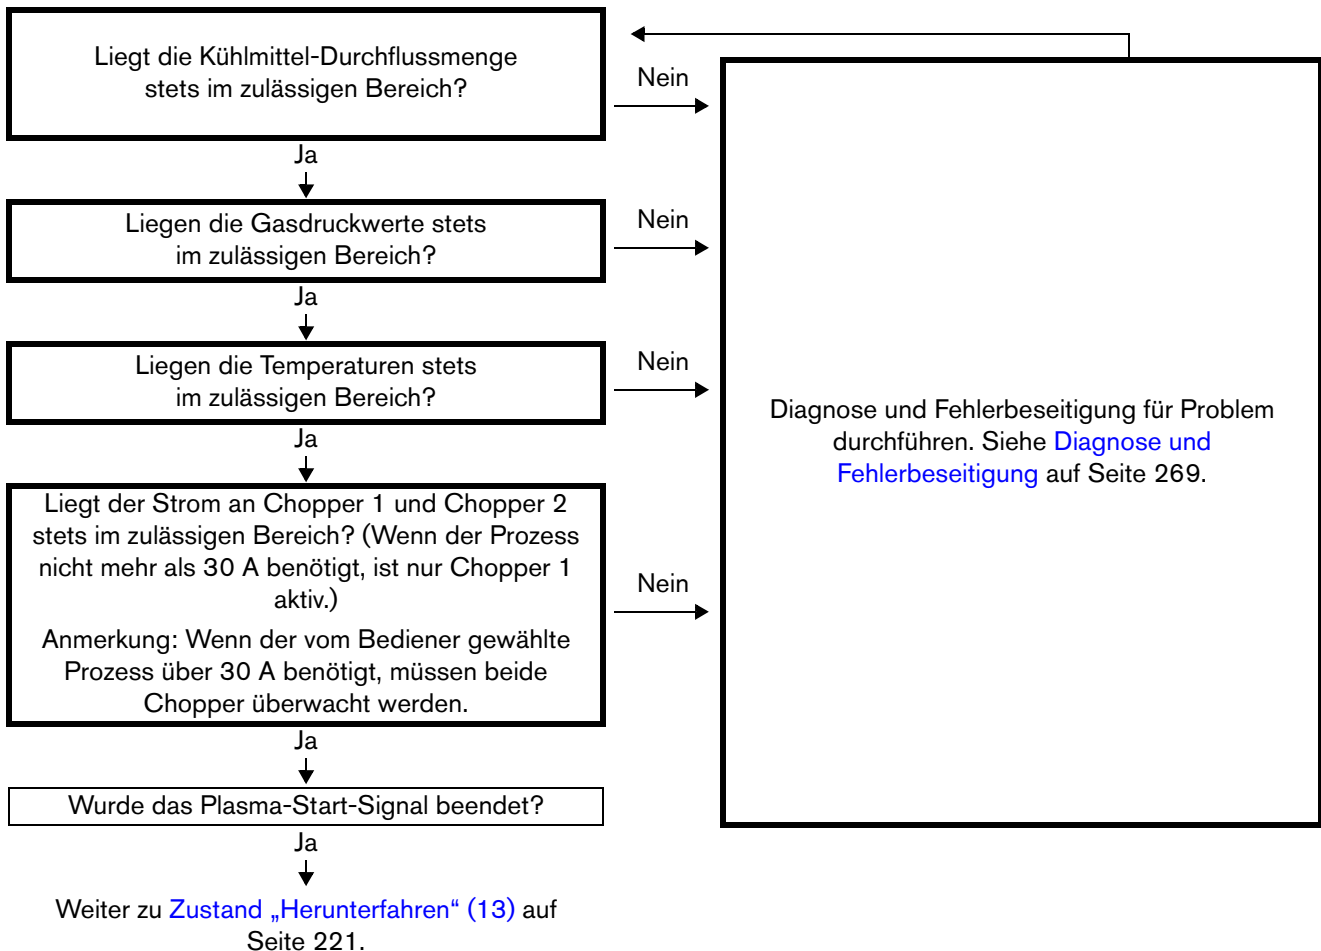 Liegt die Kühlmittel-Durchflussmenge
stets im zulässigen Bereich?
Nein
Ja
Liegen die Gasdruckwerte stets
im zulässigen Bereich?
Nein
Ja
Liegen die Temperaturen stets
im zulässigen Bereich?
Nein
Ja
Liegt der Strom an Chopper 1 und Chopper 2
stets im zulässigen Bereich? (Wenn der Prozess
nicht mehr als 30 A benötigt, ist nur Chopper 1
aktiv.)
Anmerkung: Wenn der vom Bediener gewählte
Prozess über 30 A benötigt, müssen beide
Chopper überwacht werden.
Nein
Ja
Wurde das Plasma-Start-Signal beendet?
Ja
Weiter zu Zustand „Herunterfahren“ (13) auf
Seite 221.
Diagnose und Fehlerbeseitigung für Problem
durchführen. Siehe Diagnose und
Fehlerbeseitigung auf Seite 269.